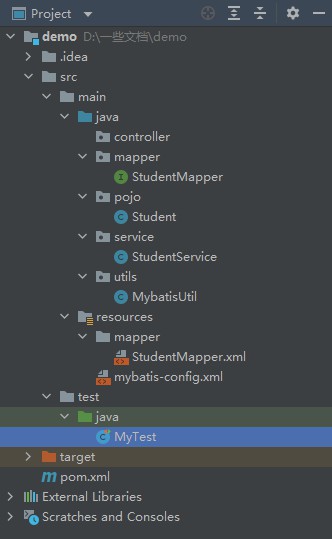 Project
demo D:\一些文档\demo
.idea
src
main
java
controller
mapper
StudentMapper
pojo
Student
service
StudentService
utils
MybatisUtil
resources
mapper
StudentMapper.xml
mybatis-config.xml
test
java
MyTest
target
pom.xml
External Libraries
Scratches and Consoles